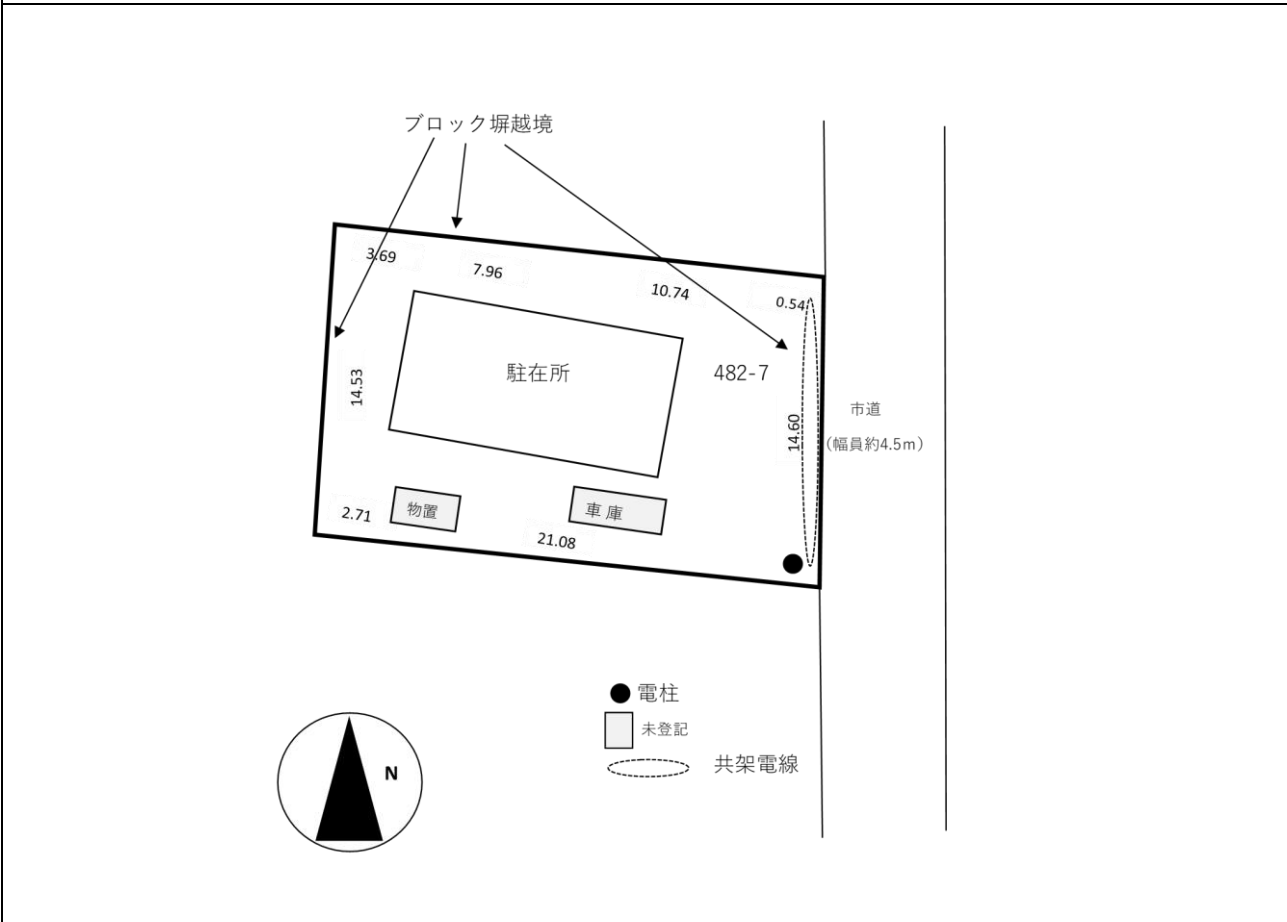 ブロック塀越境
3.69
7.96
10.74
0.54
駐在所
482-7
14.53
14.60
市道
(幅員約4.5m)
物置
車庫
2.71
21.08
電柱
未登記
共架電線
N